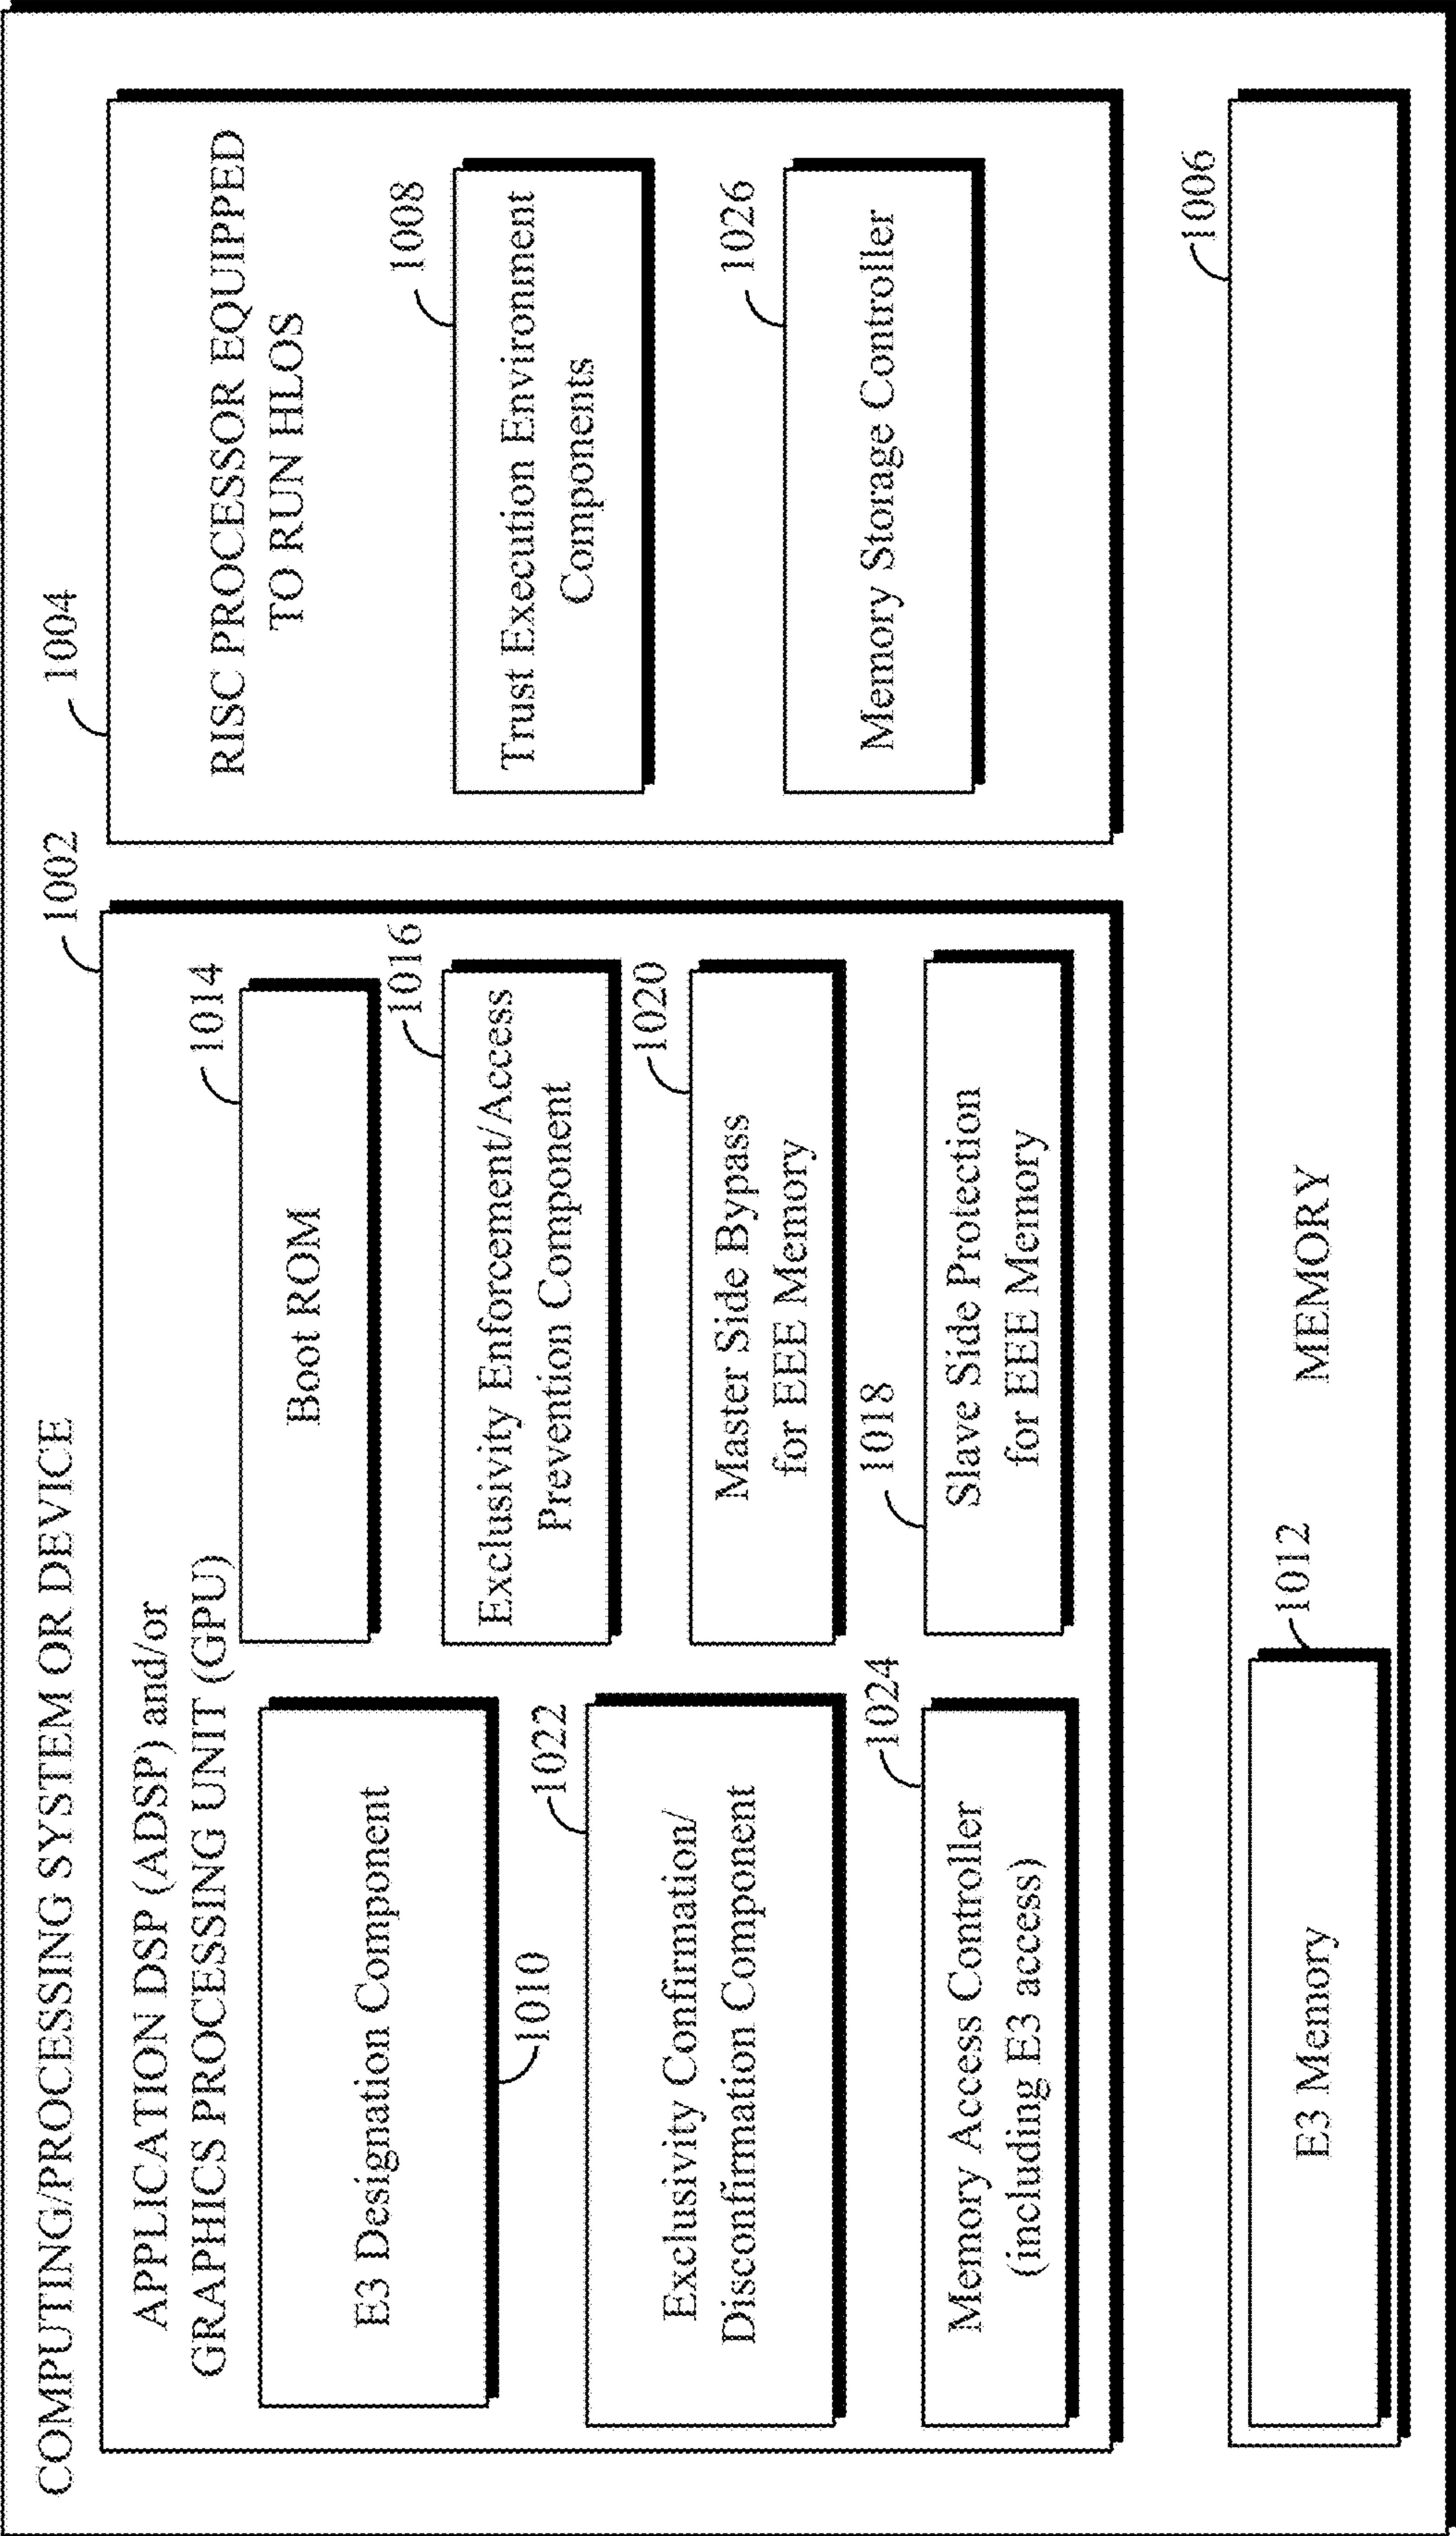 COMPUTING/PROCESSING SYSTEM OR DEVICE
1002
APPLICATION DSP (ADSP) and/or
GRAPHICS PROCESSING UNIT (GPU)
E3 Designation Component
1010
1022
Exclusivity Confirmation/
Disconfirmation Component
1024
Memory Access Controller
(including E3 access)
1014
Boot ROM
1016
Exclusivity Enforcement/Access
Prevention Component
1020
Master Side Bypass
for EEE Memory
1018
Slave Side Protection
for EEE Memory
1004
RISC PROCESSOR EQUIPPED
TO RUN HLOS
1008
Trust Execution Environment
Components
1026
Memory Storage Controller
1006
MEMORY
1012
E3 Memory